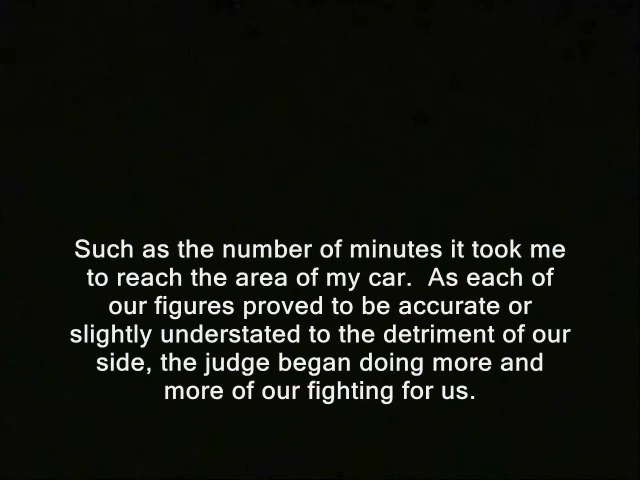 Such as the number of minutes it took me
to reach the area of my car.  As each of
our figures proved to be accurate or
slightly understated to the detriment of our
side, the judge began doing more and
more of our fighting for us.